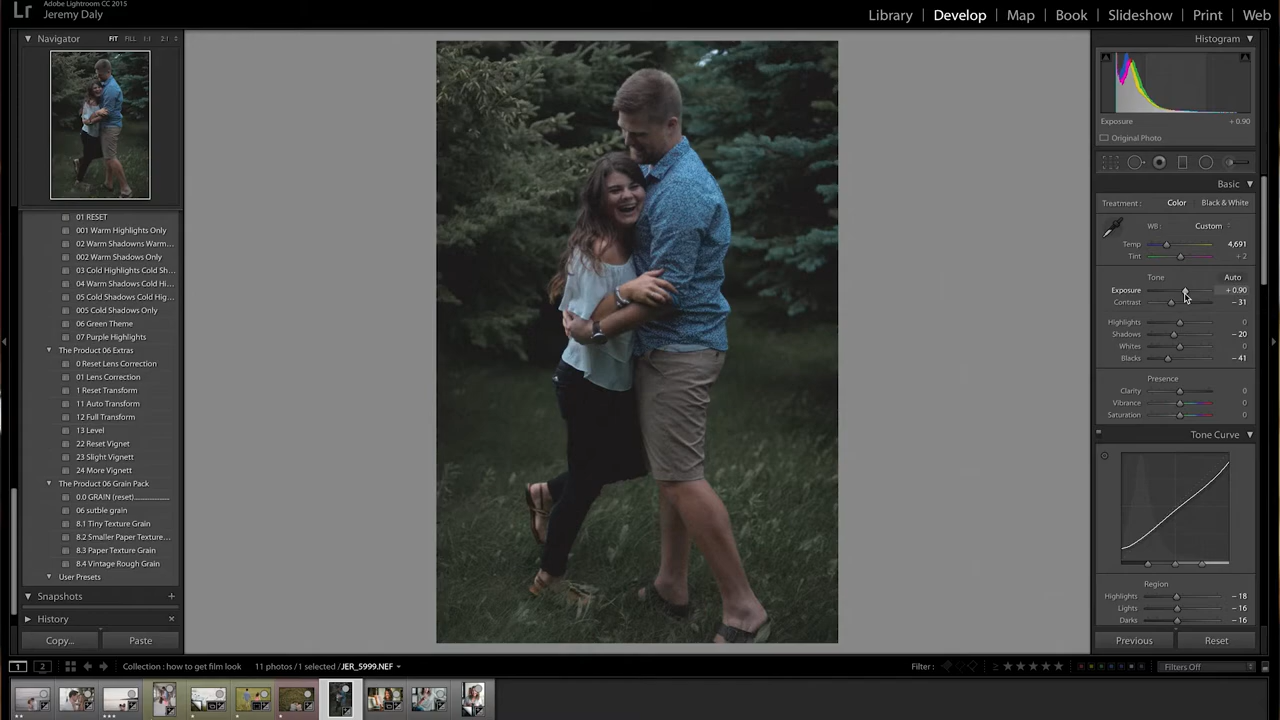 Lr
Adobe Lightroom CC 2015
Jeremy Daly
Library | Develop | Map | Book | Slideshow | Print | Web
Navigator FIT FILL 1:1 2:1
01 RESET
001 Warm Highlights Only
02 Warm Shadowns Warm...
002 Warm Shadows Only
03 Cold Highlights Cold Sh...
04 Warm Shadows Cold Hig...
05 Cold Shadows Cold Hig...
005 Cold Shadows Only
06 Green Theme
07 Purple Highlights
The Product 06 Extras
0 Reset Lens Correction
01 Lens Correction
1 Reset Transform
11 Auto Transform
12 Full Transform
13 Level
22 Reset Vignet
23 Slight Vignett
24 More Vignett
The Product 06 Grain Pack
0.0 GRAIN (reset)
06 sutble grain
8.1 Tiny Texture Grain
8.2 Smaller Paper Texture...
8.3 Paper Texture Grain
8.4 Vintage Rough Grain
User Presets
Snapshots +
History ×
Copy... Paste
Histogram
Exposure + 0.90
Original Photo
Basic
Treatment : Color Black & White
WB : Custom
Temp 4,691
Tint + 2
Tone Auto
Exposure + 0.90
Contrast − 31
Highlights 0
Shadows − 20
Whites 0
Blacks − 41
Presence
Clarity 0
Vibrance 0
Saturation 0
Tone Curve
Region
Highlights − 18
Lights − 16
Darks − 16
Previous Reset
1 2 Collection : how to get film look 11 photos / 1 selected / JER_5999.NEF Filter : Filters Off